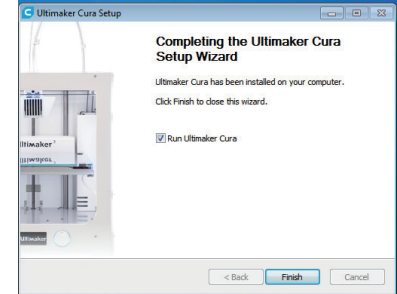 Ultimaker Cura Setup
Completing the Ultimaker Cura
Setup Wizard
Ultimaker Cura has been installed on your computer.
Click Finish to close this wizard.
Run Ultimaker Cura
Ultimaker
Ultimaker
< Back
Finish
Cancel